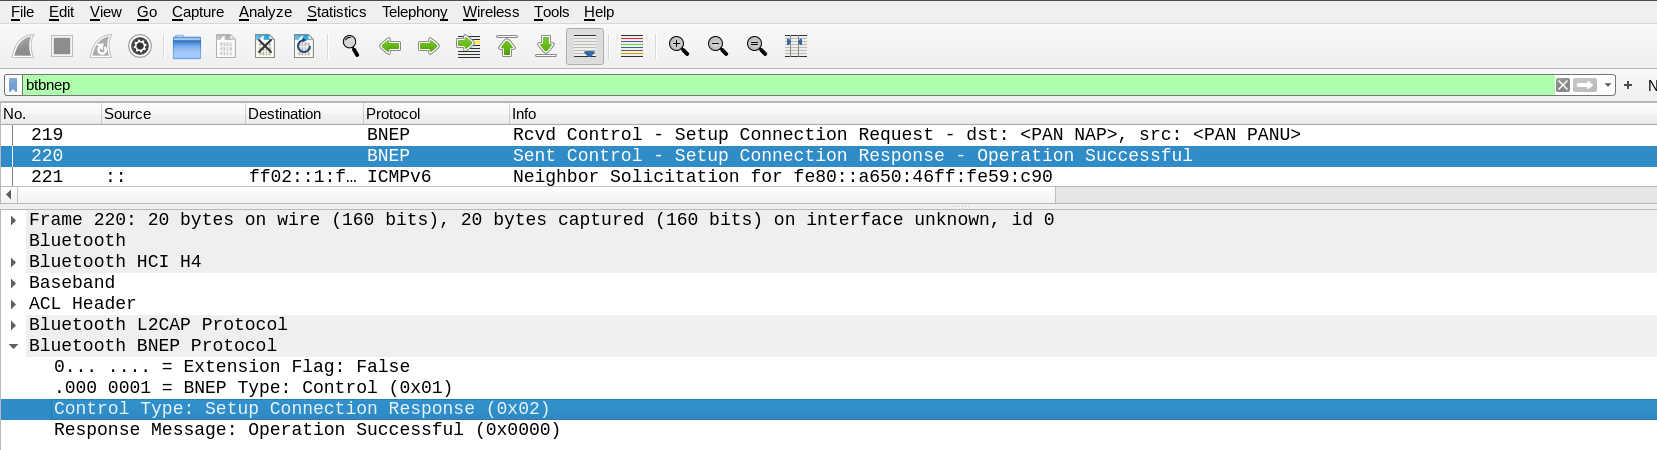 File Edit View Go Capture Analyze Statistics Telephony Wireless Tools Help
btbnep + N
No. Source Destination Protocol Info
219 BNEP Rcvd Control - Setup Connection Request - dst: <PAN NAP>, src: <PAN PANU>
220 BNEP Sent Control - Setup Connection Response - Operation Successful
221 :: ff02::1:f… ICMPv6 Neighbor Solicitation for fe80::a650:46ff:fe59:c90
Frame 220: 20 bytes on wire (160 bits), 20 bytes captured (160 bits) on interface unknown, id 0
Bluetooth
Bluetooth HCI H4
Baseband
ACL Header
Bluetooth L2CAP Protocol
Bluetooth BNEP Protocol
0... .... = Extension Flag: False
.000 0001 = BNEP Type: Control (0x01)
Control Type: Setup Connection Response (0x02)
Response Message: Operation Successful (0x0000)